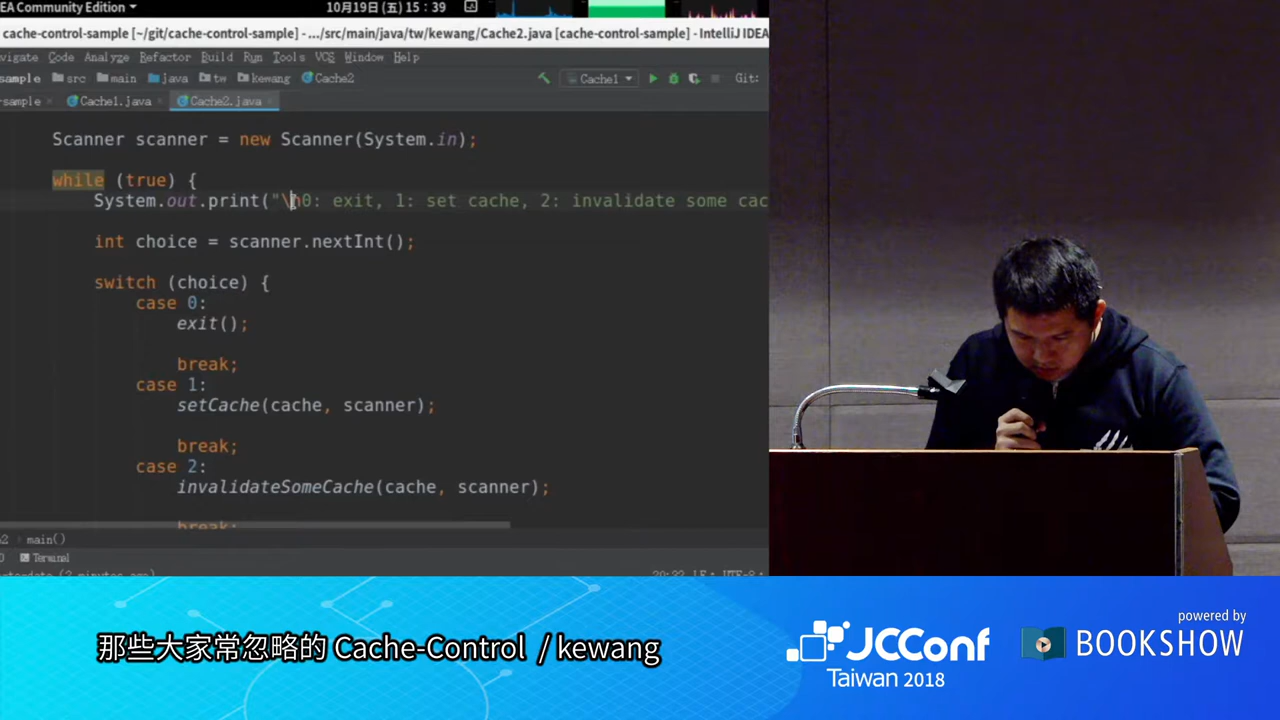 EA Community Edition
10月19日 (五) 15：39
cache-control-sample [~/git/cache-control-sample] - .../src/main/java/tw/kewang/Cache2.java [cache-control-sample] - IntelliJ IDEA
vigate Code Analyze Refactor Build Run Tools VCS Window Help
sample src main java tw kewang Cache2 Cache1 Git:
-sample Cache1.java Cache2.java
Scanner scanner = new Scanner(System.in);
while (true) {
System.out.print("\n0: exit, 1: set cache, 2: invalidate some cac
int choice = scanner.nextInt();
switch (choice) {
case 0:
exit();
break;
case 1:
setCache(cache, scanner);
break;
case 2:
invalidateSomeCache(cache, scanner);
break;
main()
Terminal
那些大家常忽略的 Cache-Control / kewang
JCConf
Taiwan 2018
powered by
BOOKSHOW